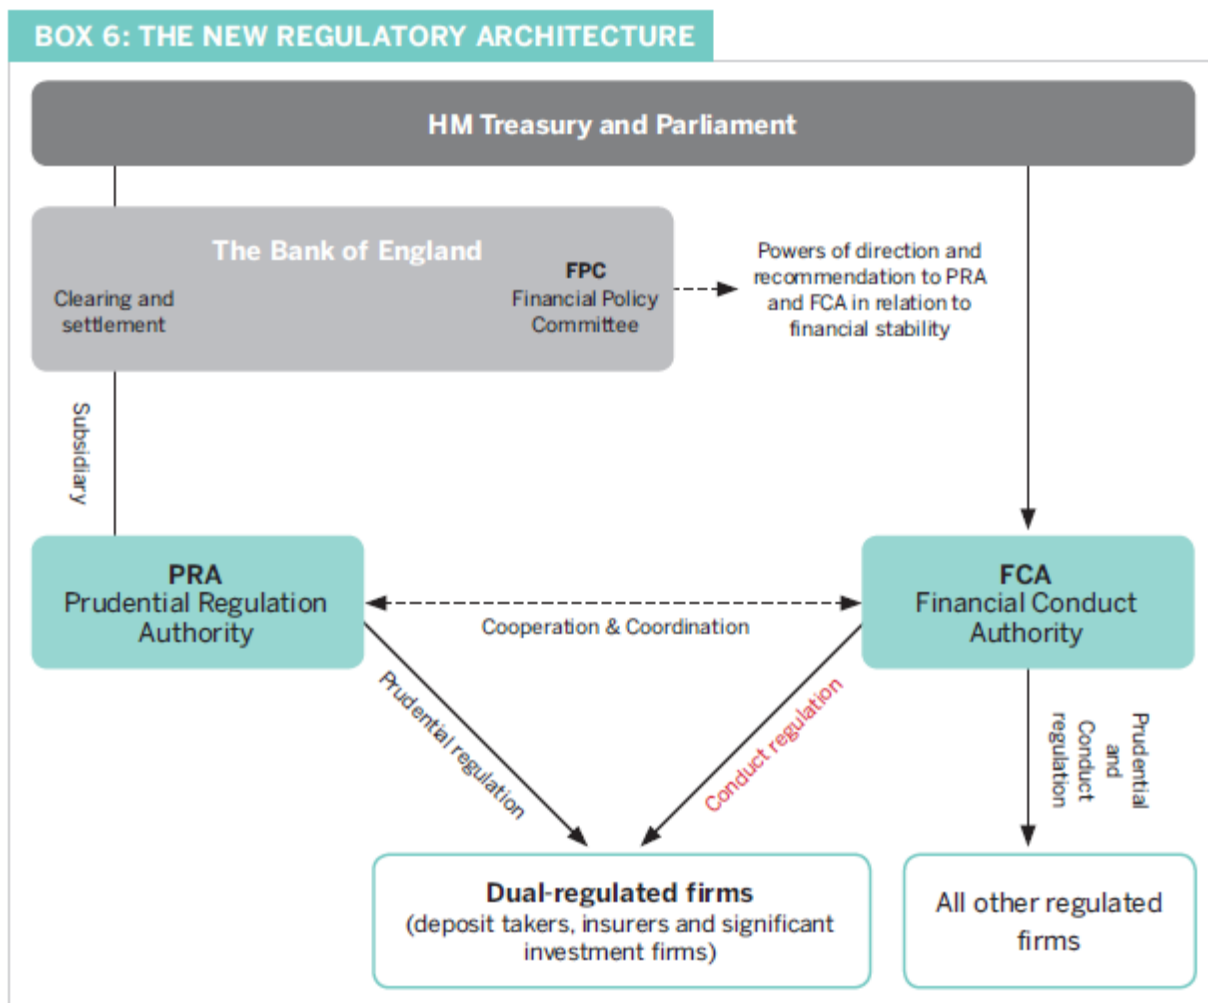 BOX 6: THE NEW REGULATORY ARCHITECTURE
HM Treasury and Parliament
The Bank of England
Clearing and
settlement
FPC
Financial Policy
Committee
Powers of direction and
recommendation to PRA
and FCA in relation to
financial stability
Subsidiary
PRA
Prudential Regulation
Authority
Cooperation & Coordination
FCA
Financial Conduct
Authority
Prudential regulation
Conduct regulation
Prudential
and
Conduct
regulation
Dual-regulated firms
(deposit takers, insurers and significant
investment firms)
All other regulated
firms